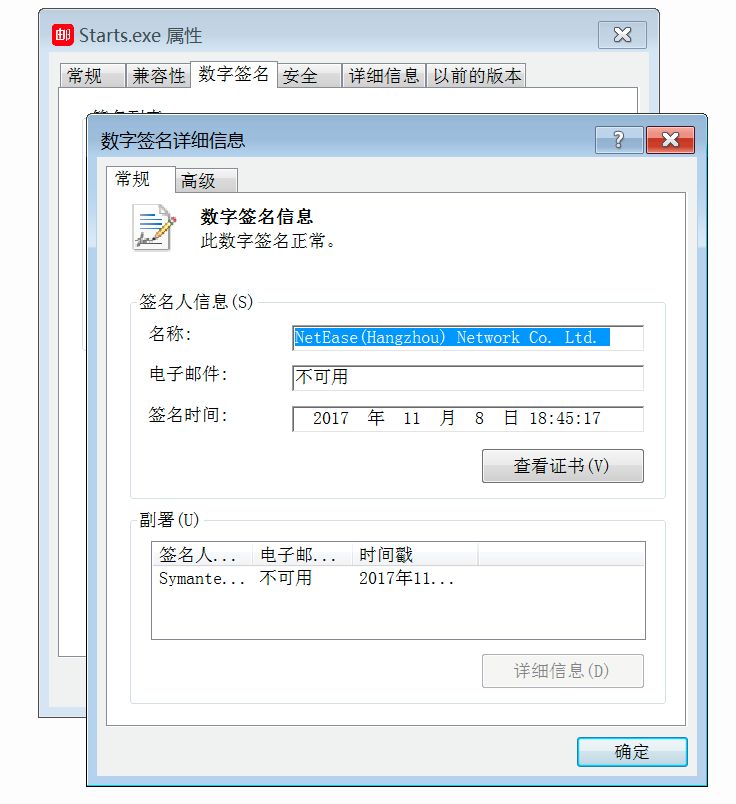 邮 Starts.exe 属性
常规 兼容性 数字签名 安全 详细信息 以前的版本
数字签名详细信息
常规 高级
数字签名信息
此数字签名正常。
签名人信息(S)
名称: NetEase(Hangzhou) Network Co. Ltd.
电子邮件: 不可用
签名时间: 2017 年 11 月 8 日 18:45:17
查看证书(V)
副署(U)
签名人... 电子邮... 时间戳
Symante... 不可用 2017年11...
详细信息(D)
确定